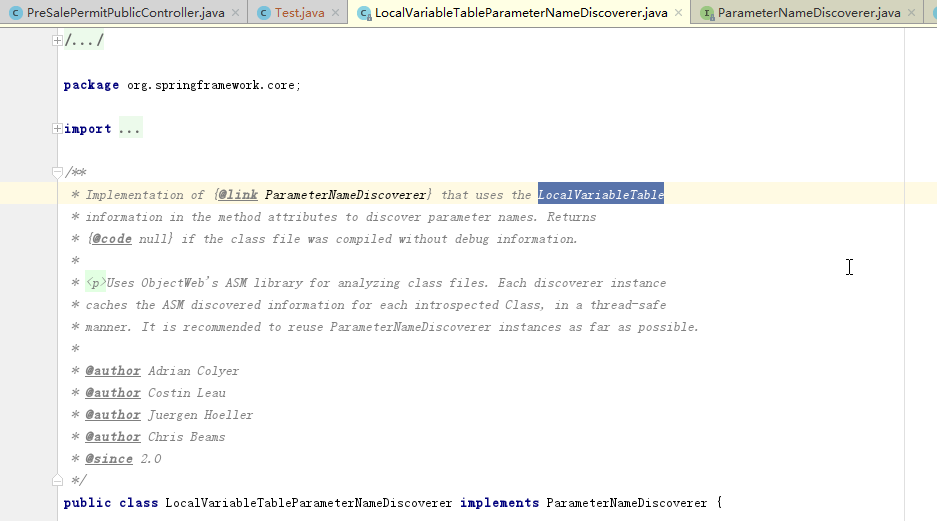 PreSalePermitPublicController.java × Test.java × LocalVariableTableParameterNameDiscoverer.java × ParameterNameDiscoverer.java ×
/.../
package org.springframework.core;
import ...
/**
* Implementation of {@link ParameterNameDiscoverer} that uses the LocalVariableTable
* information in the method attributes to discover parameter names. Returns
* {@code null} if the class file was compiled without debug information.
*
* <p>Uses ObjectWeb's ASM library for analyzing class files. Each discoverer instance
* caches the ASM discovered information for each introspected Class, in a thread-safe
* manner. It is recommended to reuse ParameterNameDiscoverer instances as far as possible.
*
* @author Adrian Colyer
* @author Costin Leau
* @author Juergen Hoeller
* @author Chris Beams
* @since 2.0
*/
public class LocalVariableTableParameterNameDiscoverer implements ParameterNameDiscoverer {